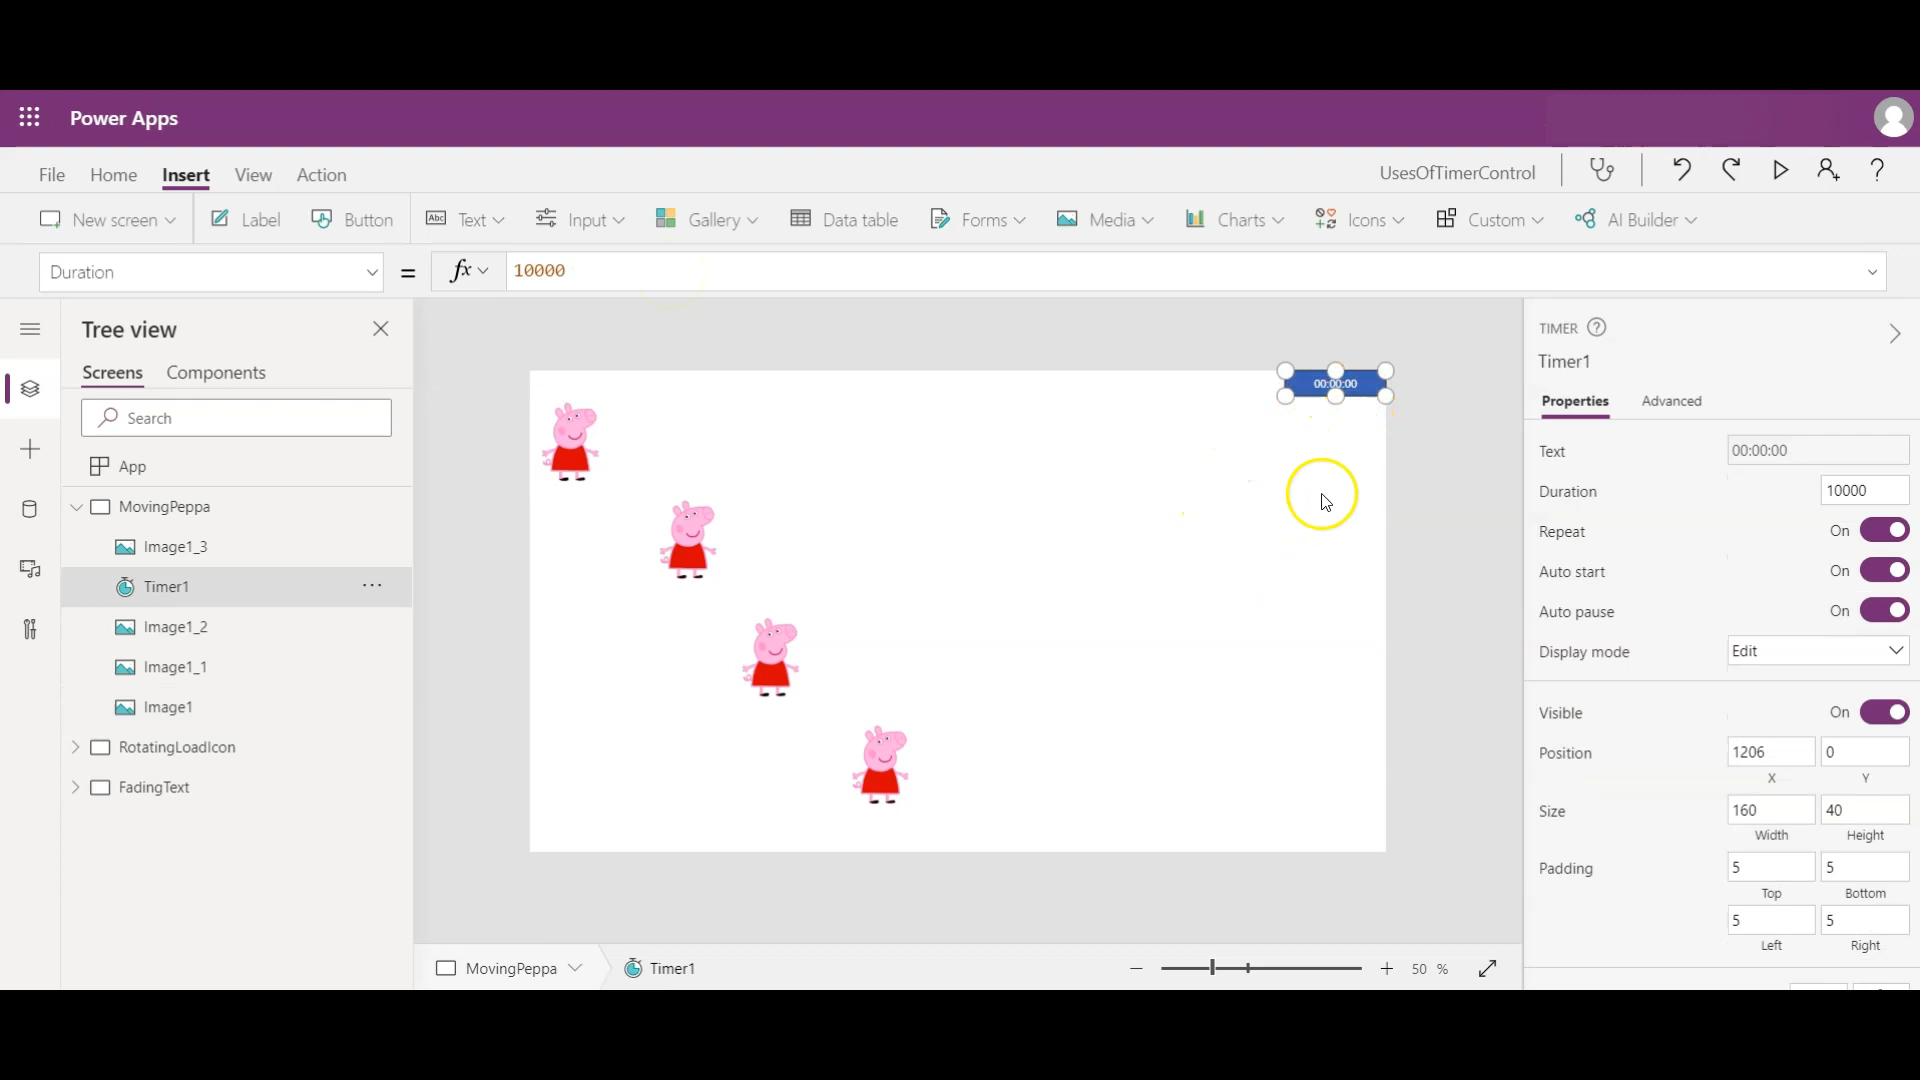 Power Apps
File Home Insert View Action UsesOfTimerControl
New screen Label Button Abc Text Input Gallery Data table Forms Media Charts Icons Custom AI Builder
Duration = fx 10000
Tree view
Screens Components
Search
App
MovingPeppa
Image1_3
Timer1 ...
Image1_2
Image1_1
Image1
RotatingLoadIcon
FadingText
00:00:00
TIMER ?
Timer1
Properties Advanced
Text 00:00:00
Duration 10000
Repeat On
Auto start On
Auto pause On
Display mode Edit
Visible On
Position 1206 0
X Y
Size 160 40
Width Height
Padding 5 5
Top Bottom
5 5
Left Right
MovingPeppa Timer1 50 %